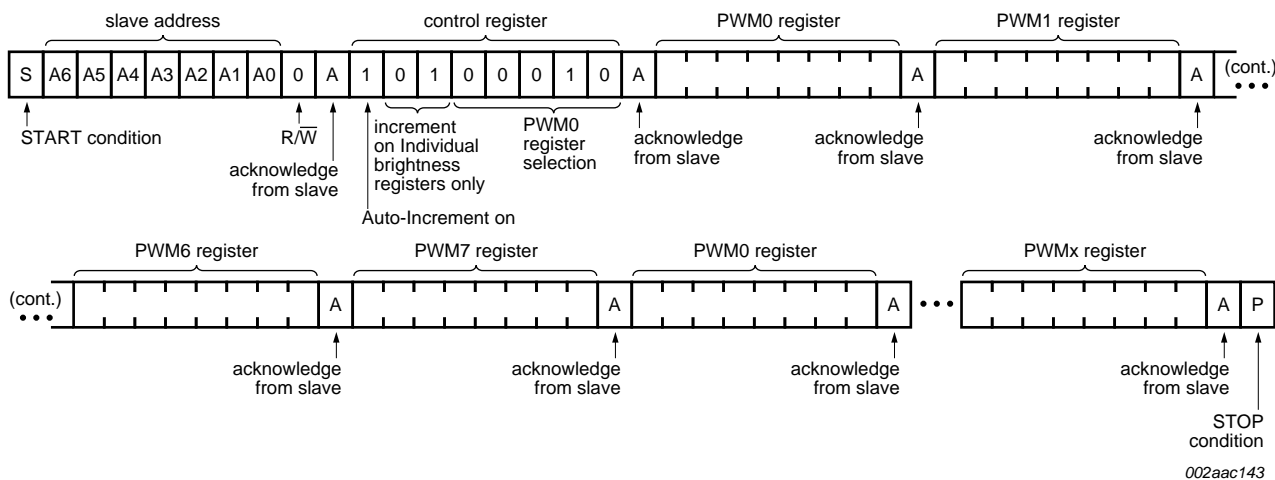 slave address control register PWM0 register PWM1 register
S A6 A5 A4 A3 A2 A1 A0 0 A 1 0 1 0 0 0 1 0 A A A (cont.)
START condition
R/W̅
acknowledge
from slave
increment
on Individual
brightness
registers only
Auto-Increment on
PWM0
register
selection
acknowledge
from slave
acknowledge
from slave
acknowledge
from slave
PWM6 register PWM7 register PWM0 register PWMx register
(cont.) A A A A P
acknowledge
from slave
acknowledge
from slave
acknowledge
from slave
acknowledge
from slave
STOP
condition
002aac143